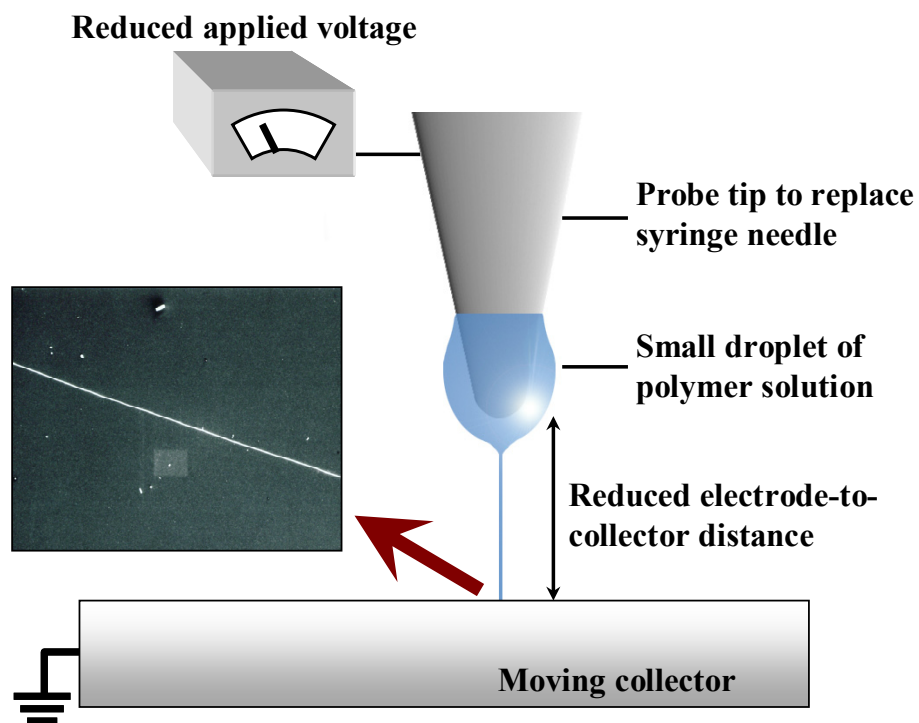 Reduced applied voltage
Probe tip to replace
syringe needle
Small droplet of
polymer solution
Reduced electrode-to-
collector distance
Moving collector